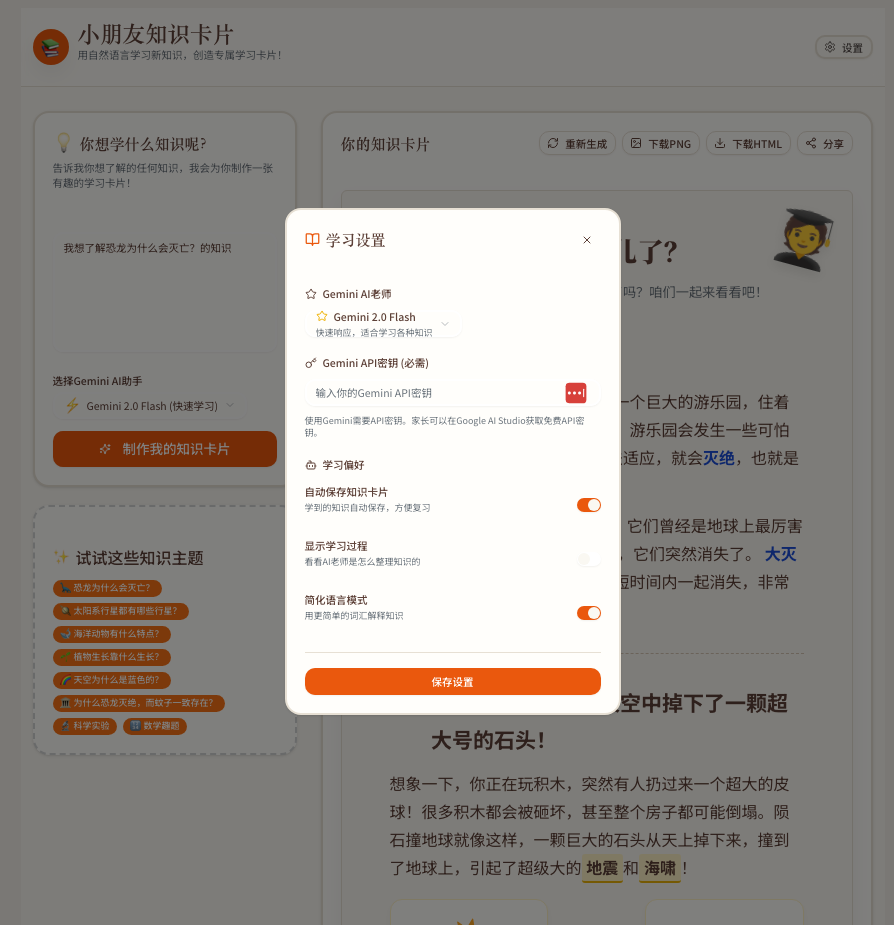 小朋友知识卡片
用自然语言学习新知识，创造专属学习卡片！
设置
你想学什么知识呢？
告诉我你想了解的任何知识，我会为你制作一张
有趣的学习卡片！
我想了解恐龙为什么会灭亡？的知识
选择Gemini AI助手
Gemini 2.0 Flash (快速学习)
制作我的知识卡片
试试这些知识主题
恐龙为什么会灭亡？
太阳系行星都有哪些行星？
海洋动物有什么特点？
植物生长靠什么生长？
天空为什么是蓝色的？
为什么恐龙灭绝，而蚊子一致存在？
科学实验
数学趣题
你的知识卡片
重新生成
下载PNG
下载HTML
分享
儿了？
吗？咱们一起来看看吧！
一个巨大的游乐园，住着
游乐园会发生一些可怕
适应，就会灭绝，也就是
它们曾经是地球上最厉害
，它们突然消失了。 大灭
短时间内一起消失，非常
空中掉下了一颗超
大号的石头！
想象一下，你正在玩积木，突然有人扔过来一个超大的皮
球！很多积木都会被砸坏，甚至整个房子都可能倒塌。陨
石撞地球就像这样，一颗巨大的石头从天上掉下来，撞到
了地球上，引起了超级大的 地震 和 海啸！
学习设置
Gemini AI老师
Gemini 2.0 Flash
快速响应，适合学习各种知识
Gemini API密钥 (必需)
输入你的Gemini API密钥
使用Gemini需要API密钥。家长可以在Google AI Studio获取免费API密
钥。
学习偏好
自动保存知识卡片
学到的知识自动保存，方便复习
显示学习过程
看看AI老师是怎么整理知识的
简化语言模式
用更简单的词汇解释知识
保存设置